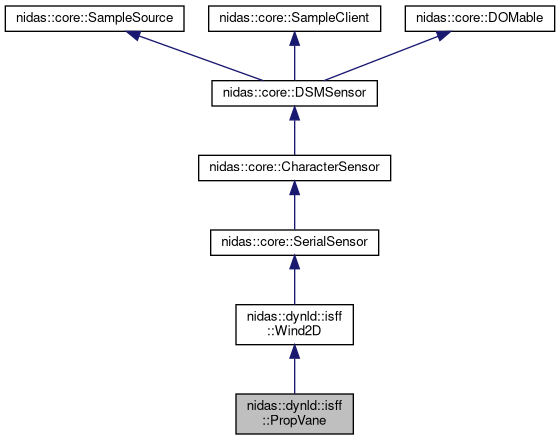 nidas::core::SampleSource
nidas::core::SampleClient
nidas::core::DOMable
nidas::core::DSMSensor
nidas::core::CharacterSensor
nidas::core::SerialSensor
nidas::dynld::isff
::Wind2D
nidas::dynld::isff
::PropVane